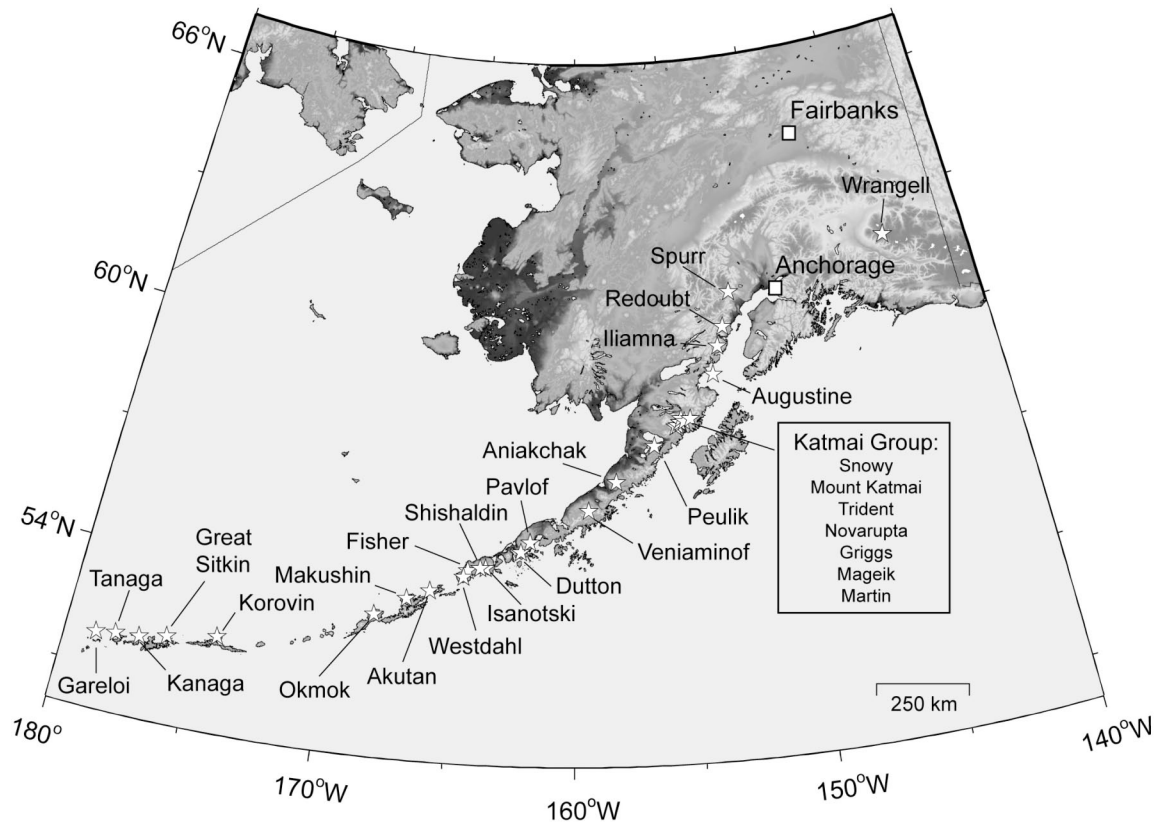 66°N
Fairbanks
Wrangell
Spurr
Anchorage
60°N
Redoubt
Iliamna
Augustine
Katmai Group:
Snowy
Mount Katmai
Trident
Novarupta
Griggs
Mageik
Martin
Aniakchak
Pavlof
Peulik
Shishaldin
54°N
Great
Sitkin
Fisher
Veniaminof
Tanaga
Makushin
Dutton
Korovin
Isanotski
Westdahl
Akutan
Gareloi
Kanaga
Okmok
250 km
180°
140°W
170°W
150°W
160°W